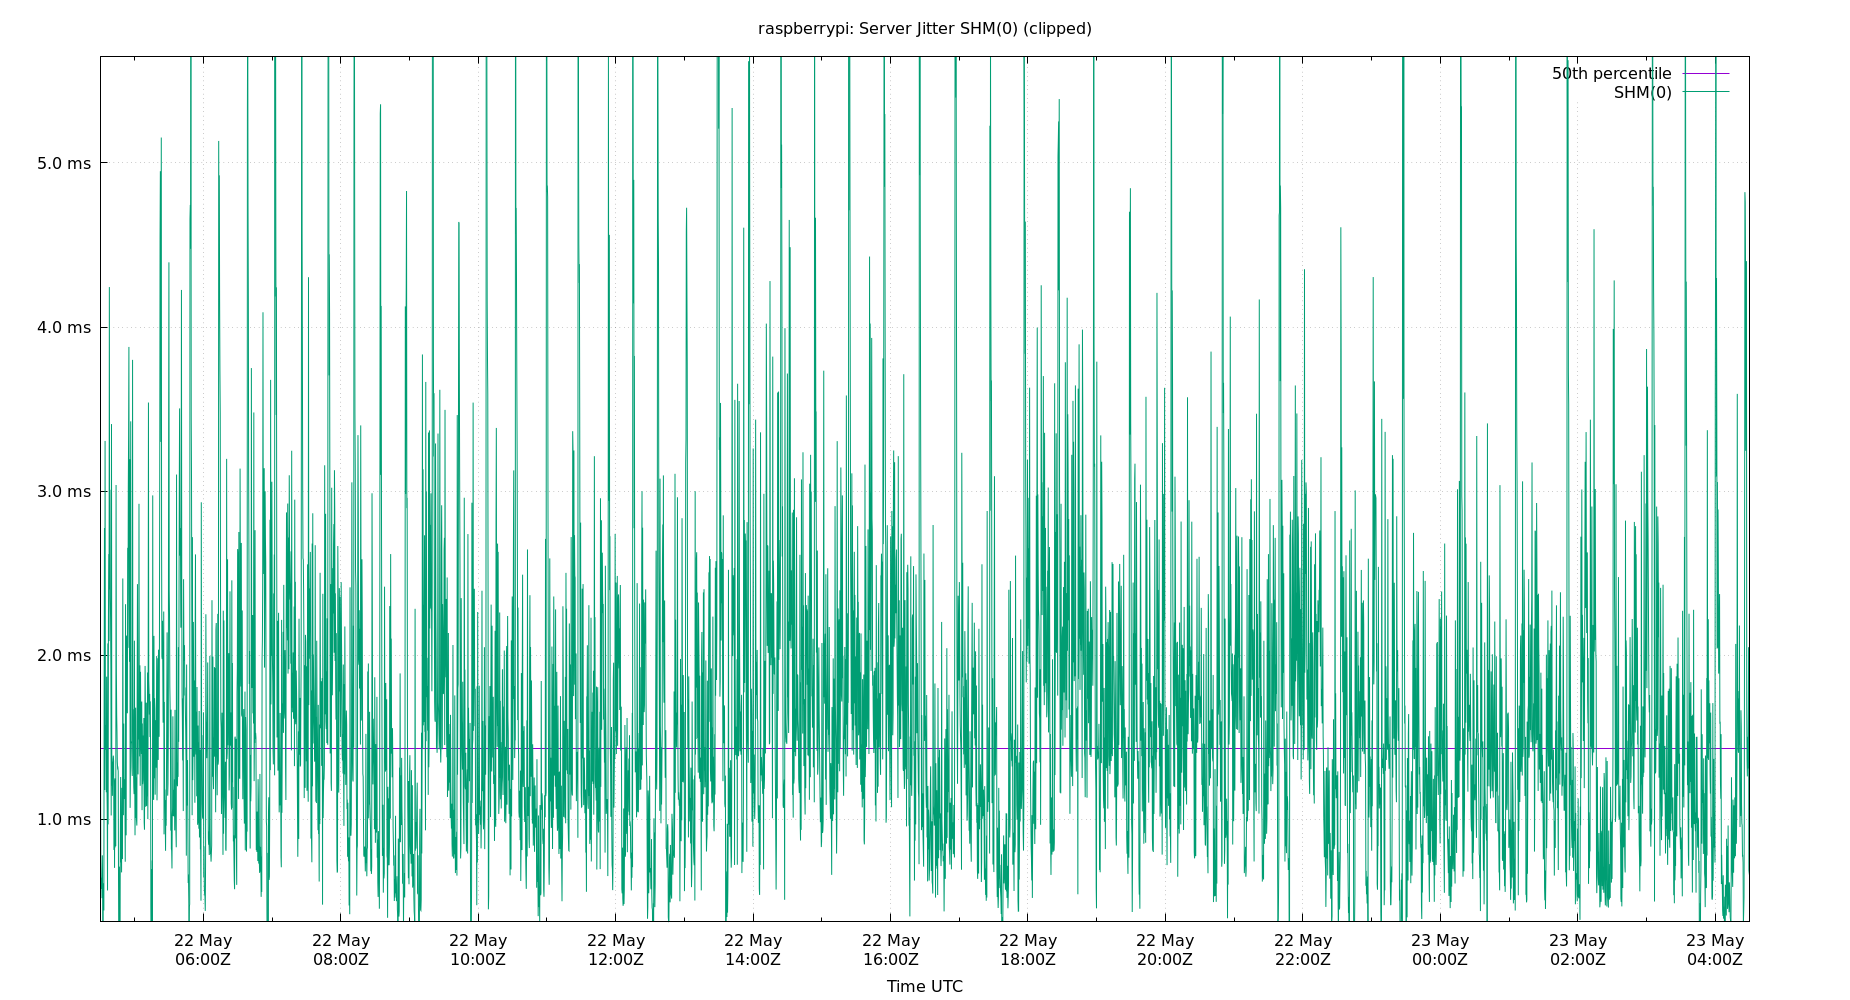 raspberrypi: Server Jitter SHM(0) (clipped)
50th percentile
SHM(0)
5.0 ms
4.0 ms
3.0 ms
2.0 ms
1.0 ms
22 May 22 May 22 May 22 May 22 May 22 May 22 May 22 May 22 May 23 May 23 May 23 May
06:00Z 08:00Z 10:00Z 12:00Z 14:00Z 16:00Z 18:00Z 20:00Z 22:00Z 00:00Z 02:00Z 04:00Z
Time UTC